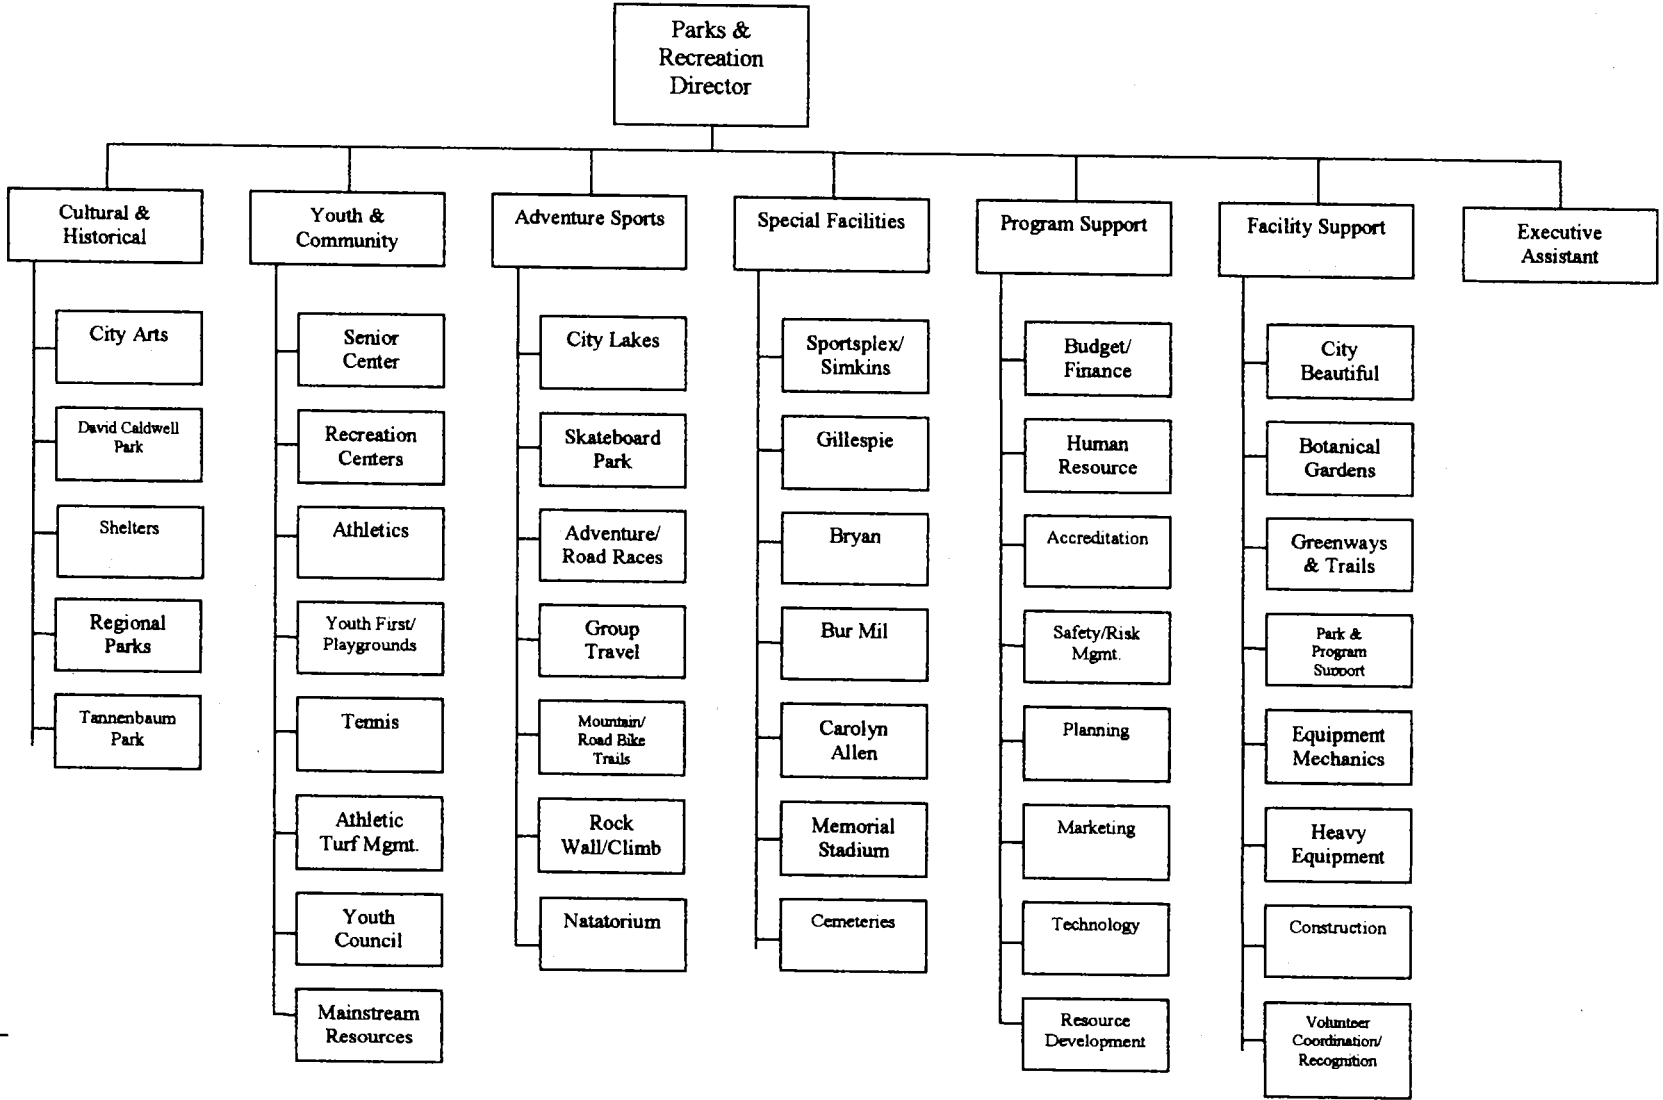 Parks &
Recreation
Director
Cultural &
Historical
City Arts
David Caldwell
Park
Shelters
Regional
Parks
Tannenbaum
Park
Youth &
Community
Senior
Center
Recreation
Centers
Athletics
Youth First/
Playgrounds
Tennis
Athletic
Turf Mgmt.
Youth
Council
Mainstream
Resources
Adventure Sports
City Lakes
Skateboard
Park
Adventure/
Road Races
Group
Travel
Mountain/
Road Bike
Trails
Rock
Wall/Climb
Natatorium
Special Facilities
Sportsplex/
Simkins
Gillespie
Bryan
Bur Mil
Carolyn
Allen
Memorial
Stadium
Cemeteries
Program Support
Budget/
Finance
Human
Resource
Accreditation
Safety/Risk
Mgmt.
Planning
Marketing
Technology
Resource
Development
Facility Support
City
Beautiful
Botanical
Gardens
Greenways
& Trails
Park &
Program
Support
Equipment
Mechanics
Heavy
Equipment
Construction
Volunteer
Coordination/
Recognition
Executive
Assistant